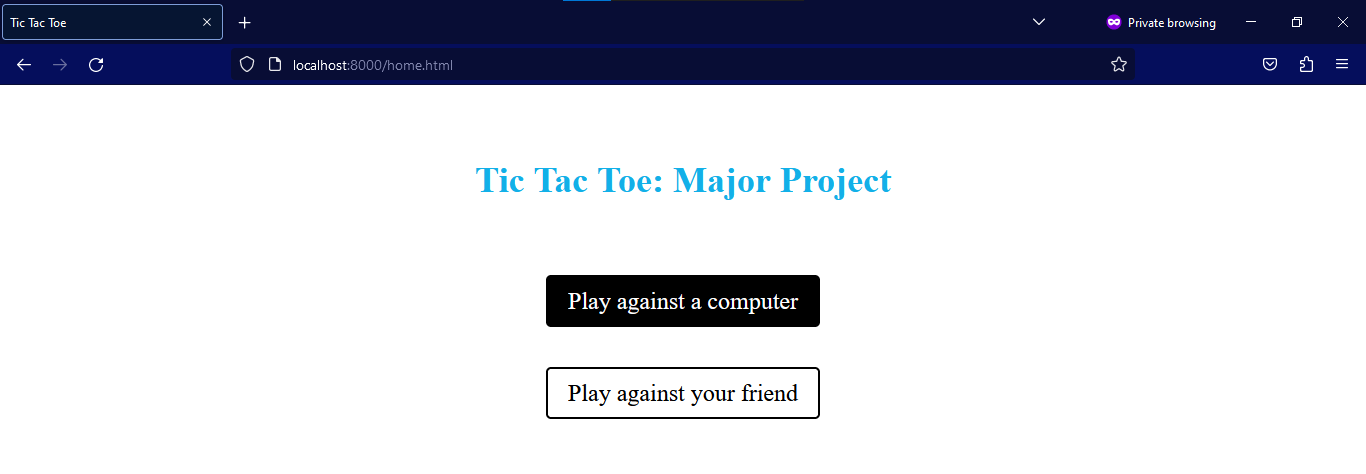 Tic Tac Toe
Private browsing
localhost:8000/home.html
Tic Tac Toe: Major Project
Play against a computer
Play against your friend